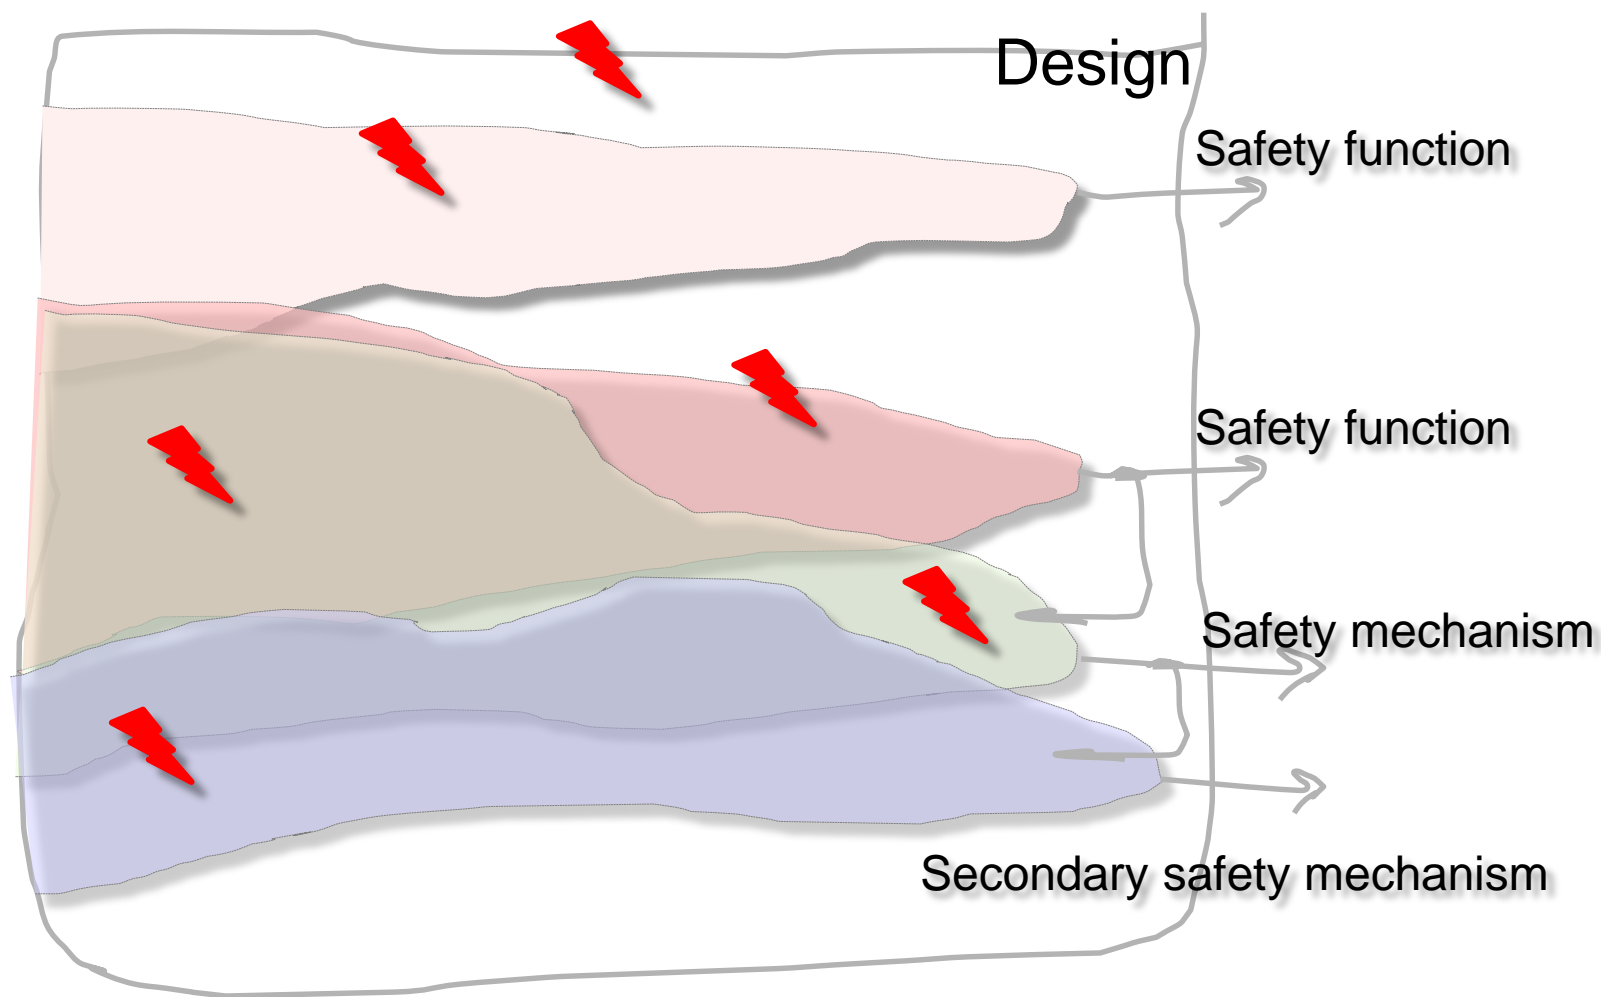 Design
Safety function
Safety function
Safety mechanism
Secondary safety mechanism